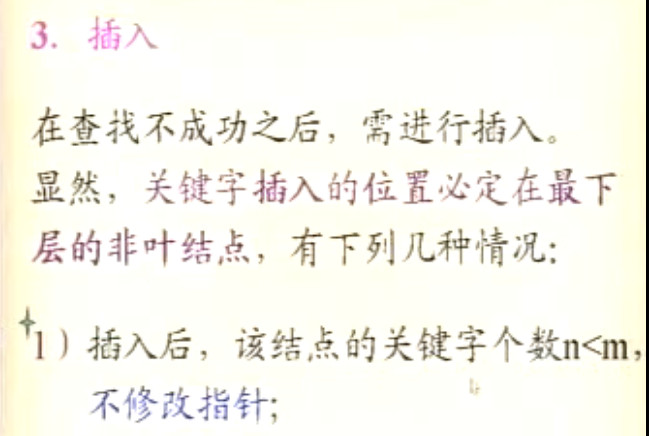 3. 插入
在查找不成功之后，需进行插入。
显然，关键字插入的位置必定在最下
层的非叶结点，有下列几种情况:
1）插入后，该结点的关键字个数n<m，
不修改指针;